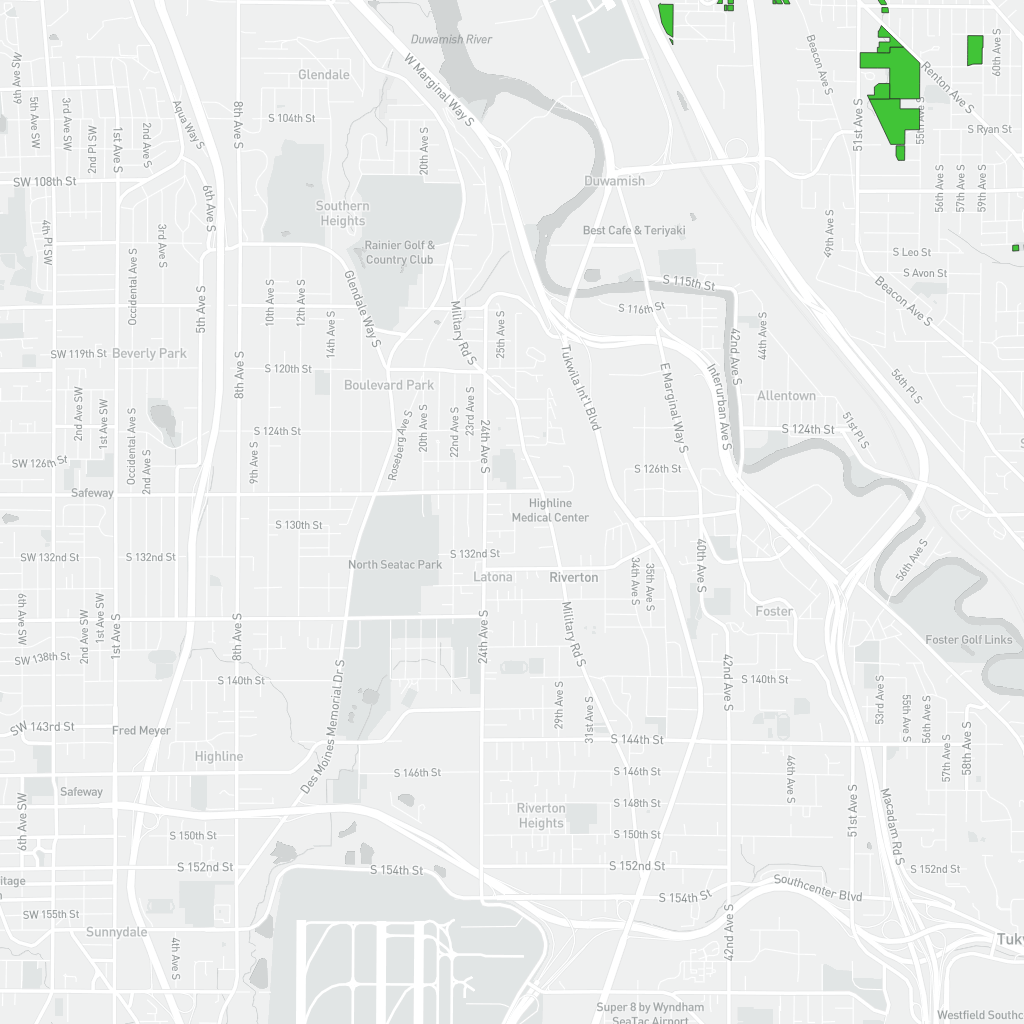 Duwamish River
60th Ave S
6th Ave SW
W Marginal Way S
Beacon Ave S
Glendale
Renton Ave S
5th Ave SW
3rd Ave SW
Aqua Way S
8th Ave S
S 104th St
2nd Pl SW
1st Ave S
2nd Ave S
20th Ave S
51st Ave S
55th Ave S
S Ryan St
SW 108th St
Duwamish
6th Ave S
56th Ave S
57th Ave S
59th Ave S
Southern
Heights
4th Pl SW
3rd Ave S
Best Cafe & Teriyaki
49th Ave S
Rainier Golf &
Country Club
S Leo St
S Avon St
Occidental Ave S
Glendale Way S
S 115th St
Beacon Ave S
5th Ave S
10th Ave S
12th Ave S
14th Ave S
Military Rd S
25th Ave S
S 116th St
42nd Ave S
44th Ave S
SW 119th St
Beverly Park
8th Ave S
S 120th St
Boulevard Park
Tukwila Int'l Blvd
E Marginal Way S
Interurban Ave S
56th Pl S
Allentown
2nd Ave SW
1st Ave SW
Occidental Ave S
2nd Ave S
9th Ave S
S 124th St
Roseberg Ave S
20th Ave S
22nd Ave S
23rd Ave S
24th Ave S
S 124th St
51st Pl S
SW 126th St
S 126th St
Safeway
Highline
Medical Center
S 130th St
SW 132nd St
S 132nd St
North Seatac Park
S 132nd St
Latona
Riverton
34th Ave S
35th Ave S
40th Ave S
56th Ave S
6th Ave SW
2nd Ave SW
1st Ave SW
1st Ave S
8th Ave S
24th Ave S
Military Rd S
Foster
Foster Golf Links
SW 138th St
S 140th St
Des Moines Memorial Dr S
42nd Ave S
S 140th St
29th Ave S
31st Ave S
53rd Ave S
55th Ave S
56th Ave S
57th Ave S
58th Ave S
SW 143rd St
Fred Meyer
S 144th St
Highline
S 146th St
S 146th St
46th Ave S
Safeway
6th Ave SW
S 148th St
Riverton
Heights
51st Ave S
Macadam Rd S
S 150th St
S 150th St
S 152nd St
S 154th St
S 152nd St
S 152nd St
ritage
Southcenter Blvd
S 154th St
SW 155th St
Sunnydale
4th Ave S
42nd Ave S
Tukw
Super 8 by Wyndham
SeaTac Airport
Westfield Southc